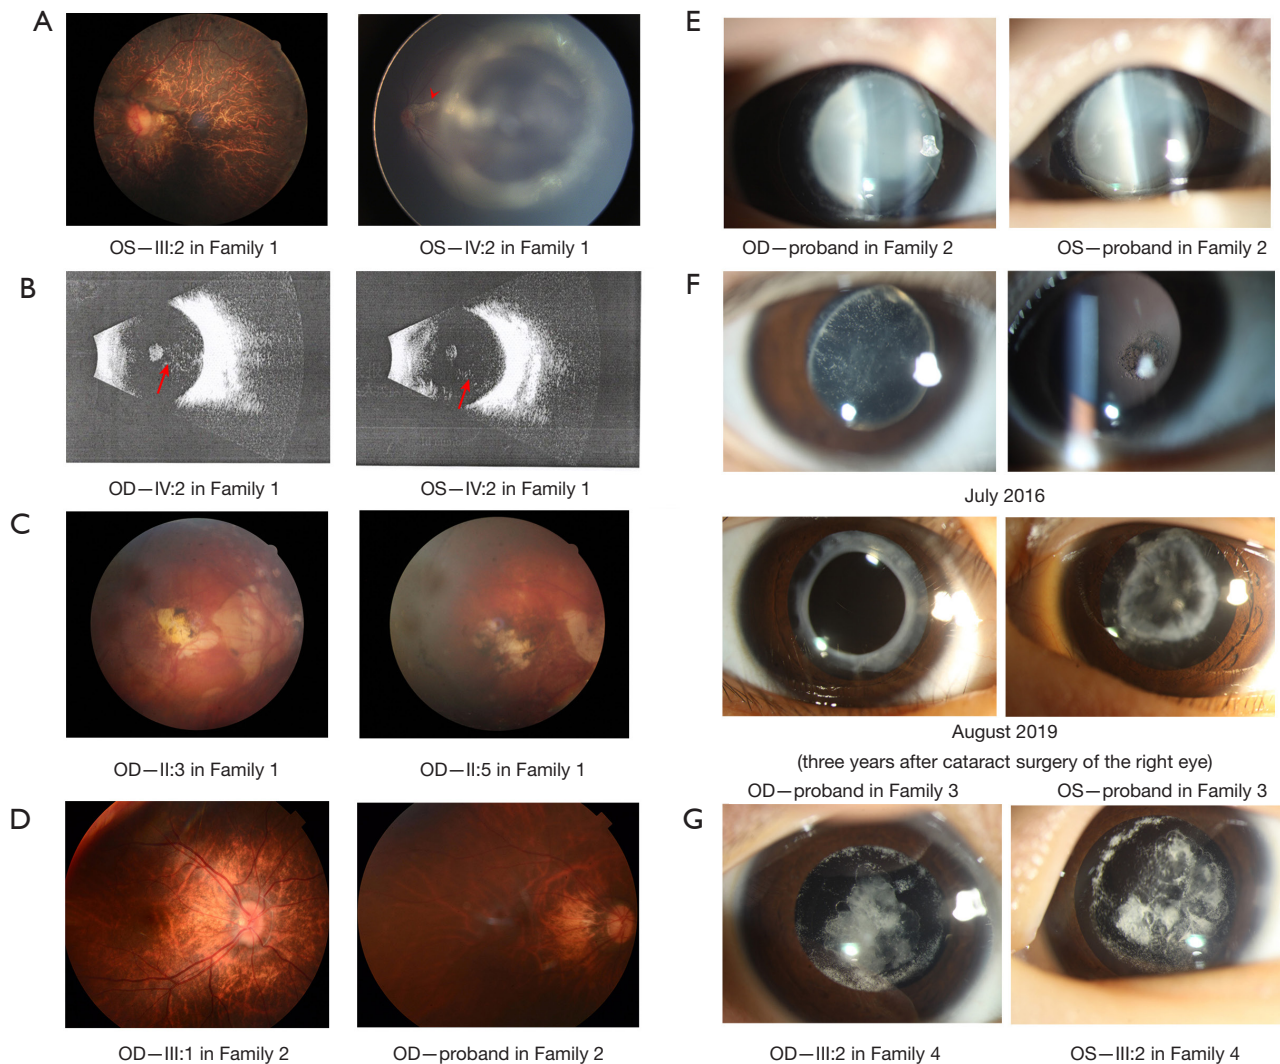 A
OS—III:2 in Family 1
OS—IV:2 in Family 1
B
OD—IV:2 in Family 1
OS—IV:2 in Family 1
C
OD—II:3 in Family 1
OD—II:5 in Family 1
D
OD—III:1 in Family 2
OD—proband in Family 2
E
OD—proband in Family 2
OS—proband in Family 2
F
July 2016
August 2019
(three years after cataract surgery of the right eye)
OD—proband in Family 3
OS—proband in Family 3
G
OD—III:2 in Family 4
OS—III:2 in Family 4